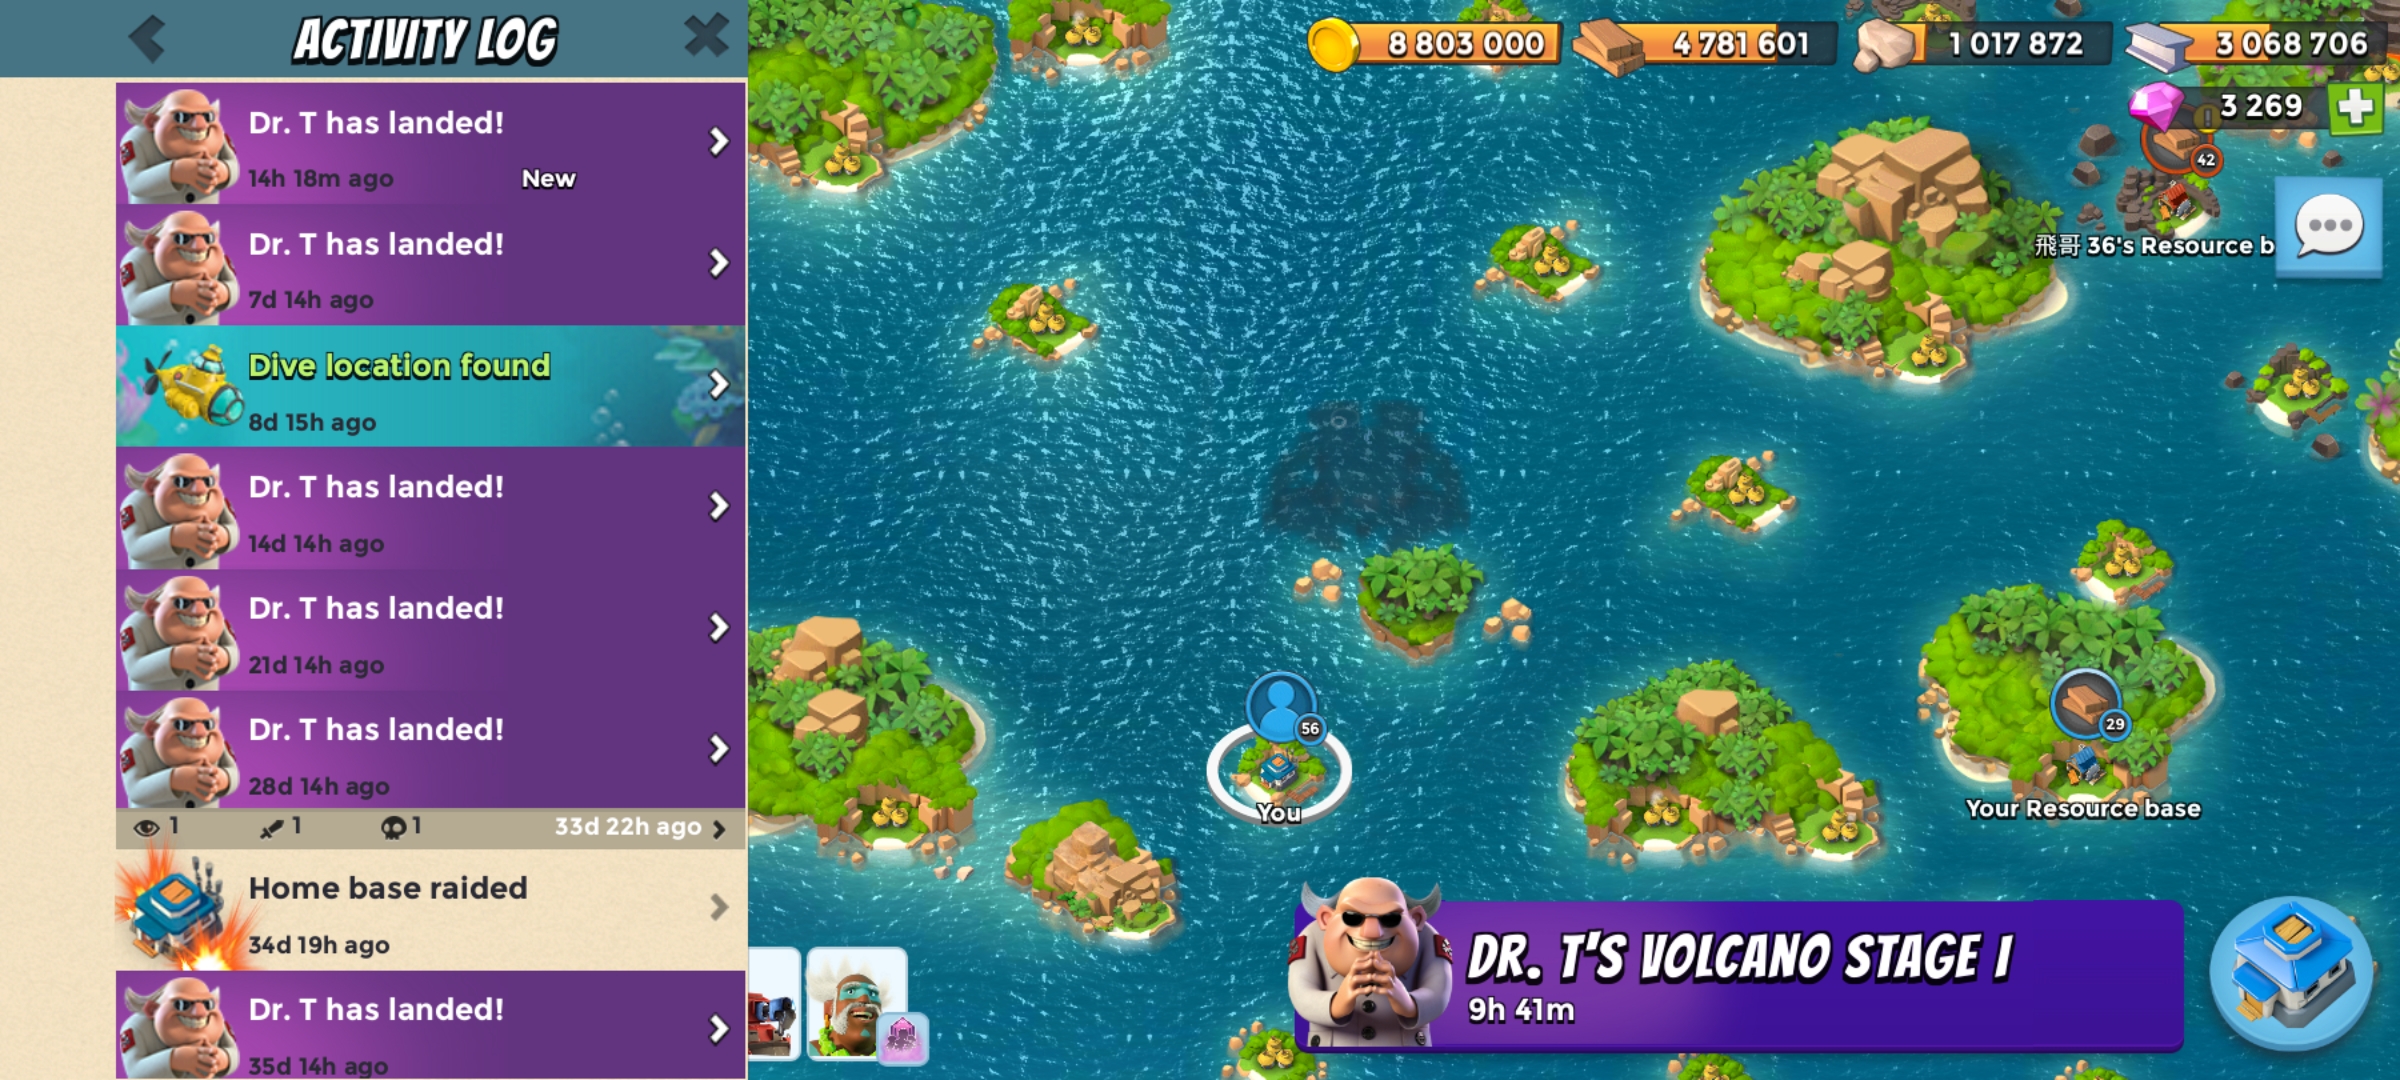 ACTIVITY LOG
Dr. T has landed!
14h 18m ago
New
Dr. T has landed!
7d 14h ago
Dive location found
8d 15h ago
Dr. T has landed!
14d 14h ago
Dr. T has landed!
21d 14h ago
Dr. T has landed!
28d 14h ago
1 1 1 33d 22h ago
Home base raided
34d 19h ago
Dr. T has landed!
35d 14h ago
8 803 000
4 781 601
1 017 872
3 068 706
3 269
42
飛哥 36's Resource b
56
You
29
Your Resource base
DR. T'S VOLCANO STAGE I
9h 41m